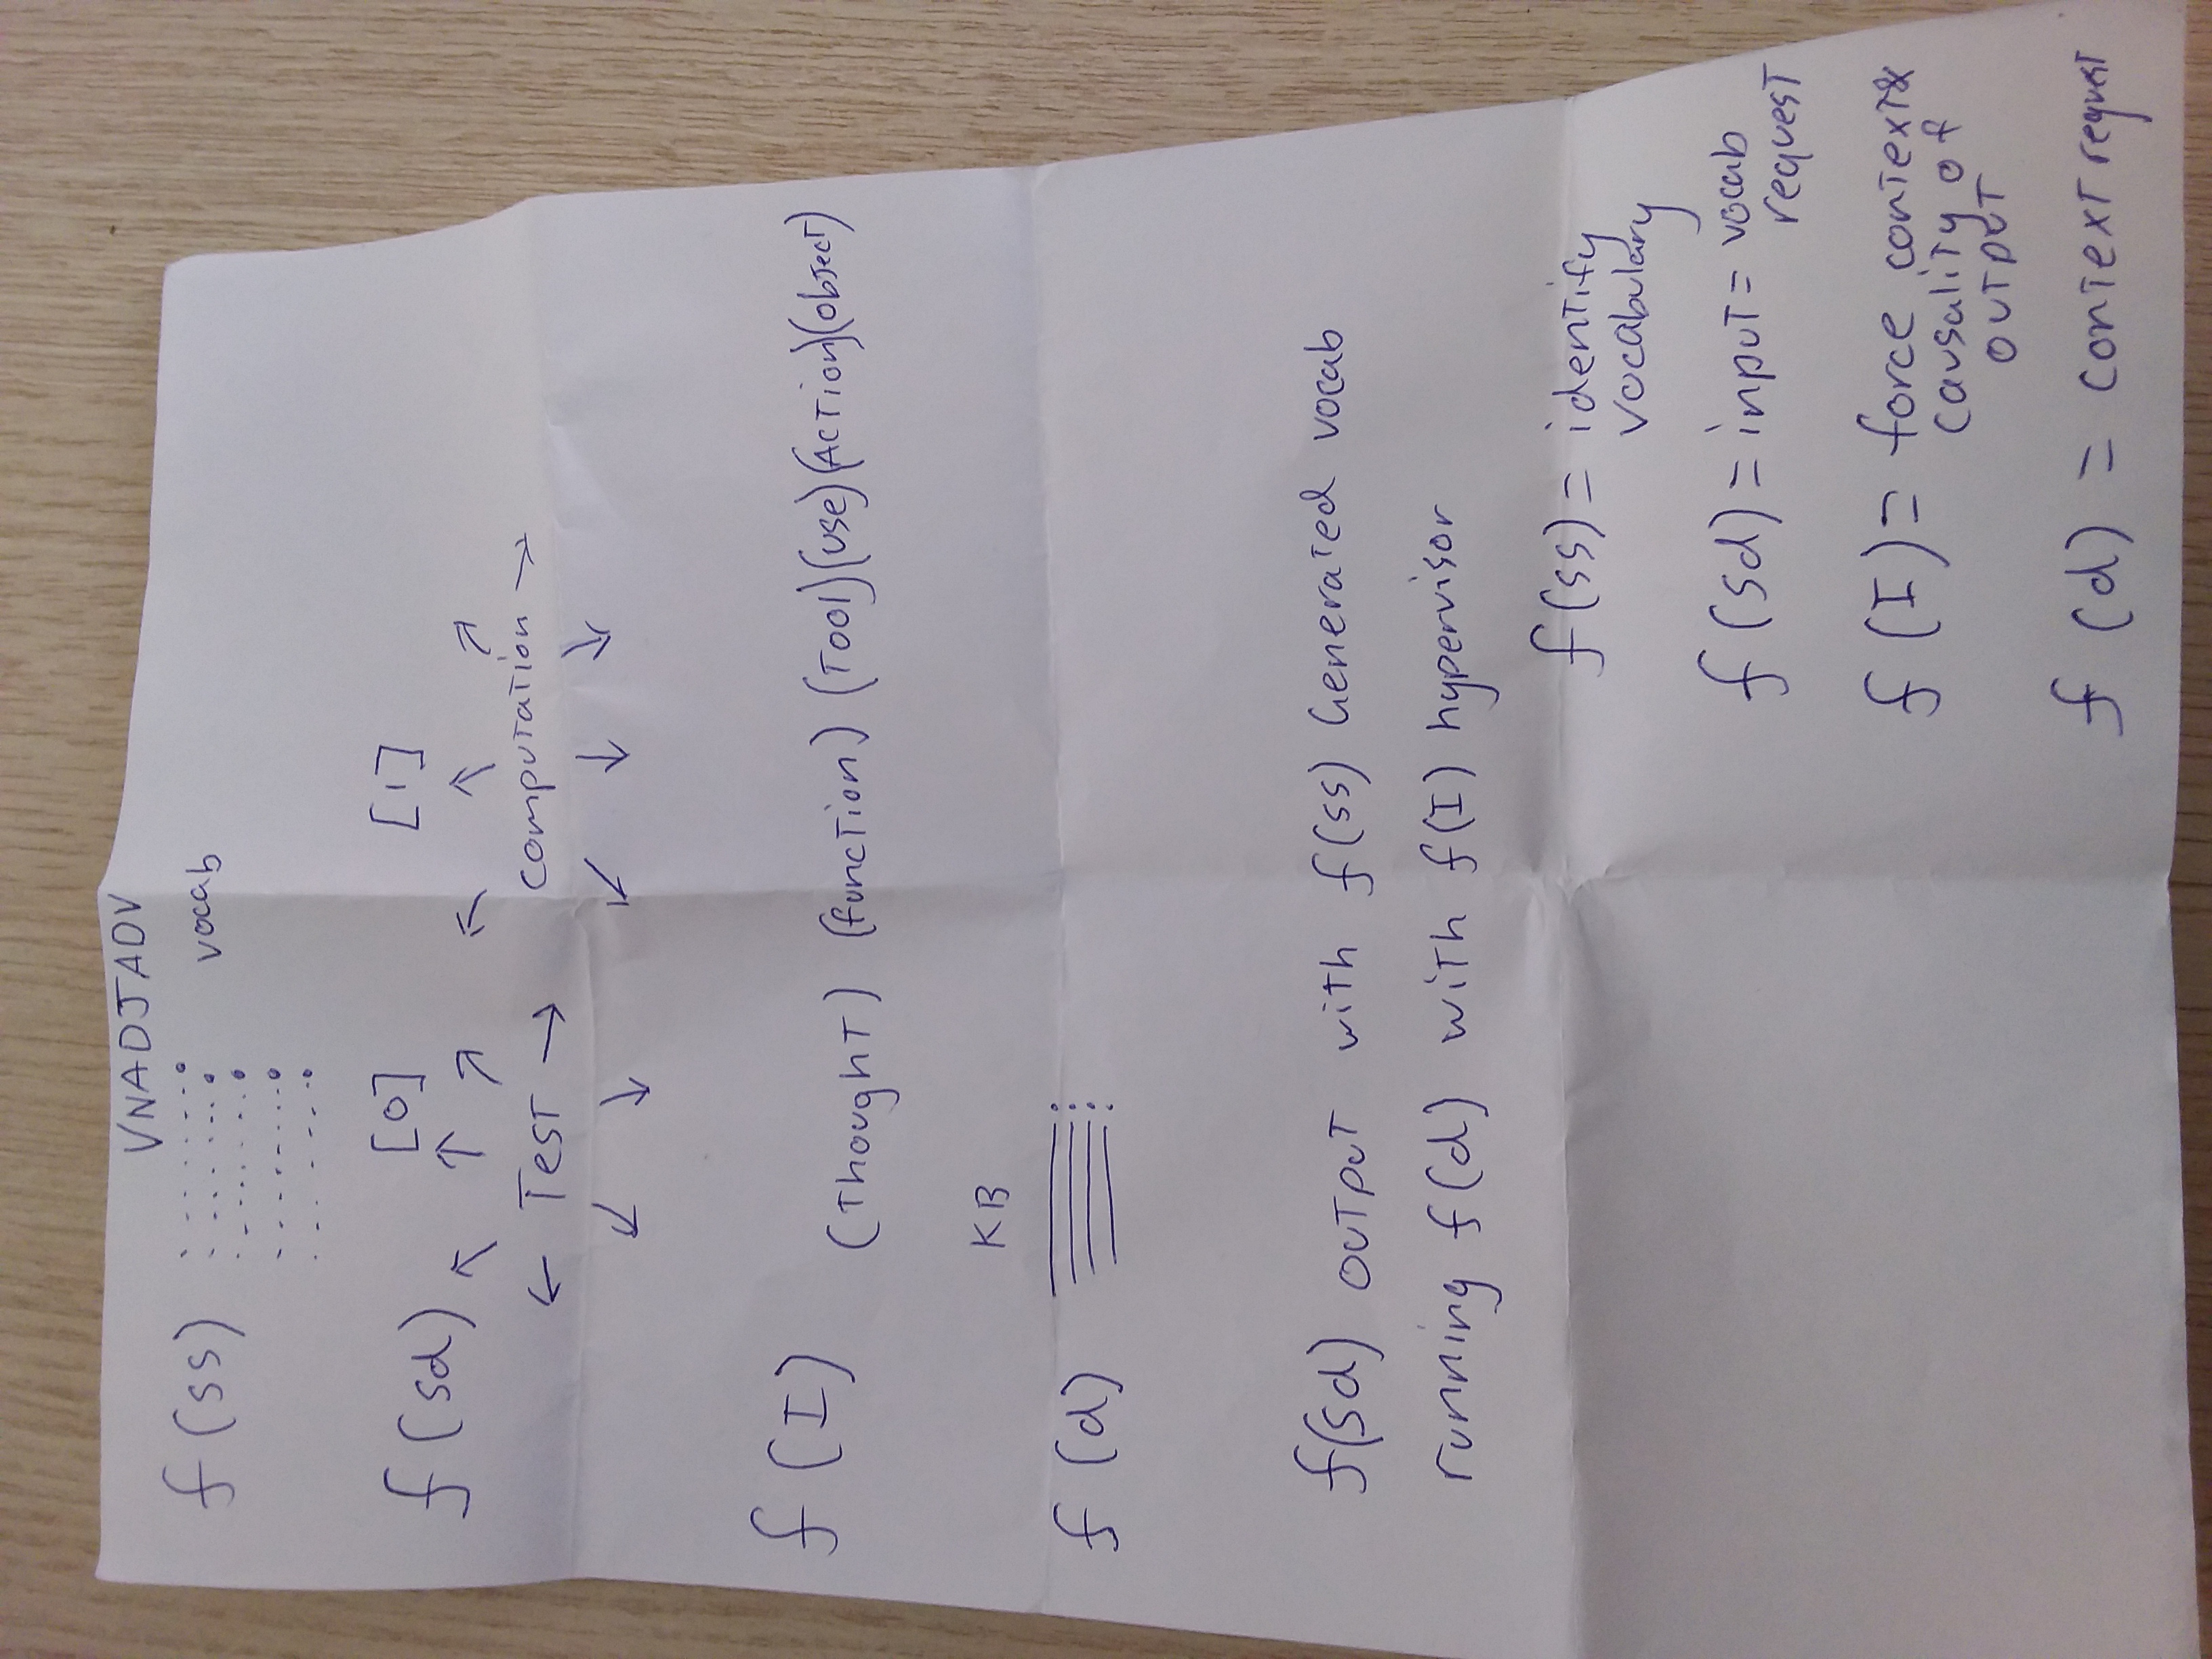 VNADJADV
f(ss) vocab
f(sd) [0] [1]
Test computation
f(I) (Thought) (function) (Tool)(use)(Action)(object)
KB
f(d)
f(sd) output with f(ss) Generated vocab
running f(d) with f(I) hypervisor
f(ss) = identify
vocabulary
f(sd) = input = vocab
request
f(I) = force context &
causality of
output
f(d) = context request